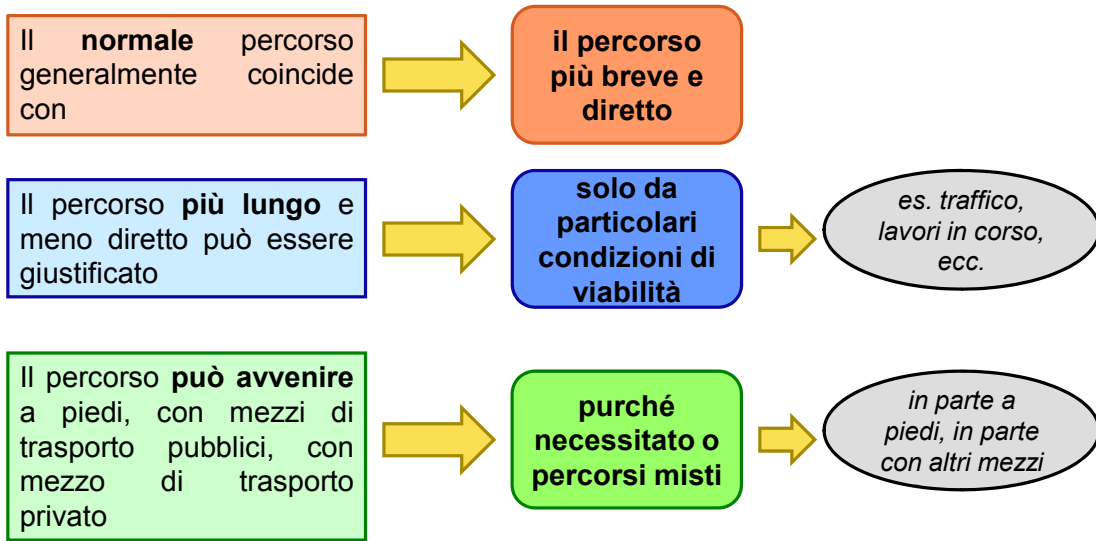 Il normale percorso
generalmente coincide
con
il percorso
più breve e
diretto
Il percorso più lungo e
meno diretto può essere
giustificato
solo da
particolari
condizioni di
viabilità
es. traffico,
lavori in corso,
ecc.
Il percorso può avvenire
a piedi, con mezzi di
trasporto pubblici, con
mezzo di trasporto
privato
purché
necessitato o
percorsi misti
in parte a
piedi, in parte
con altri mezzi